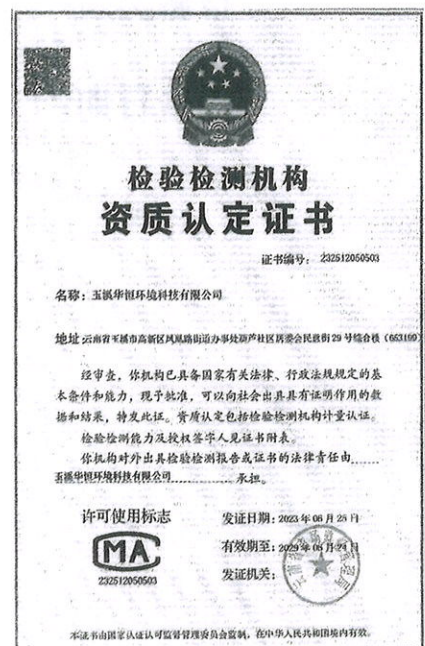 检验检测机构
资质认定证书
证书编号: 232512050503
名称: 玉溪华恒环境科技有限公司
地址:云南省玉溪市高新区凤凰路街道办事处葫芦社区居委会民营街29号综合楼(653100)
经审查,你机构已具备国家有关法律、行政法规规定的基
本条件和能力,现予批准,可以向社会出具具有证明作用的数
据和结果,特发此证。资质认定包括检验检测机构计量认证。
检验检测能力及授权签字人见证书附表。
你机构对外出具检验检测报告或证书的法律责任由
玉溪华恒环境科技有限公司 承担。
许可使用标志
MA
232512050503
发证日期: 2023年06月25日
有效期至: 2029年06月24日
发证机关:
本证书由国家认证认可监督管理委员会监制,在中华人民共和国境内有效。